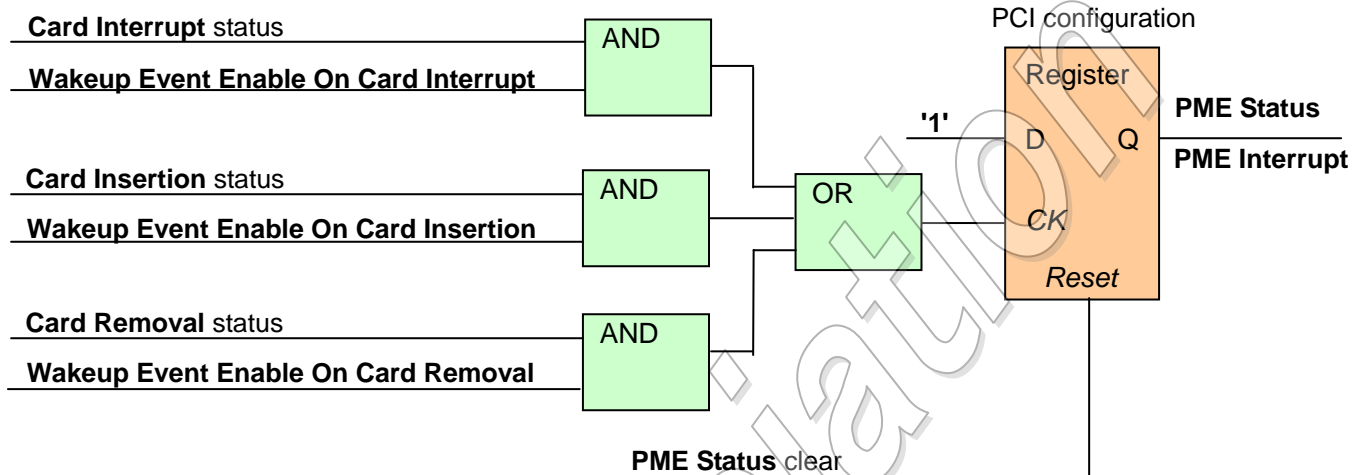 Card Interrupt status
Wakeup Event Enable On Card Interrupt
AND
Card Insertion status
Wakeup Event Enable On Card Insertion
AND
Card Removal status
Wakeup Event Enable On Card Removal
AND
OR
PCI configuration
Register
'1'
D
Q
CK
Reset
PME Status
PME Interrupt
PME Status clear